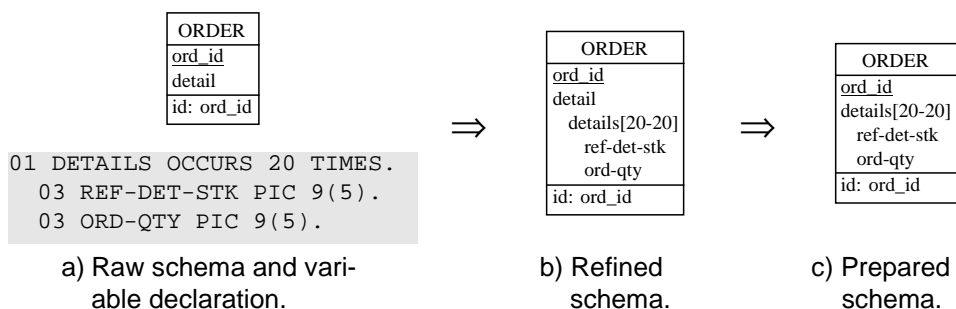 ORDER
ord_id
detail
id: ord_id
01 DETAILS OCCURS 20 TIMES.
03 REF-DET-STK PIC 9(5).
03 ORD-QTY PIC 9(5).
a) Raw schema and vari-
able declaration.
⇒
ORDER
ord_id
detail
details[20-20]
ref-det-stk
ord-qty
id: ord_id
b) Refined
schema.
⇒
ORDER
ord_id
details[20-20]
ref-det-stk
ord-qty
id: ord_id
c) Prepared
schema.